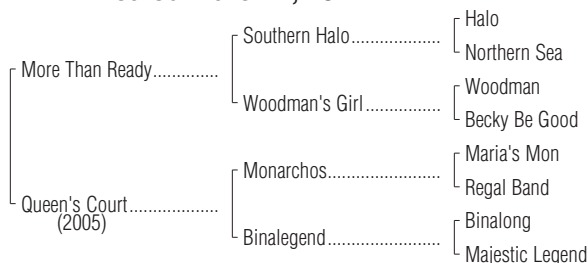 Halo
Southern Halo
Northern Sea
More Than Ready
Woodman
Woodman's Girl
Becky Be Good
Maria's Mon
Monarchos
Regal Band
Queen's Court
(2005)
Binalong
Binalegend
Majestic Legend